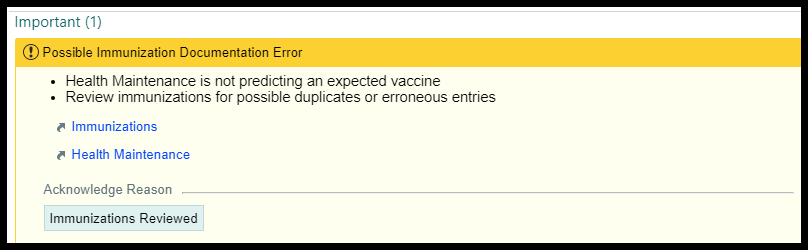 Important (1)
Possible Immunization Documentation Error
• Health Maintenance is not predicting an expected vaccine
• Review immunizations for possible duplicates or erroneous entries
Immunizations
Health Maintenance
Acknowledge Reason
Immunizations Reviewed